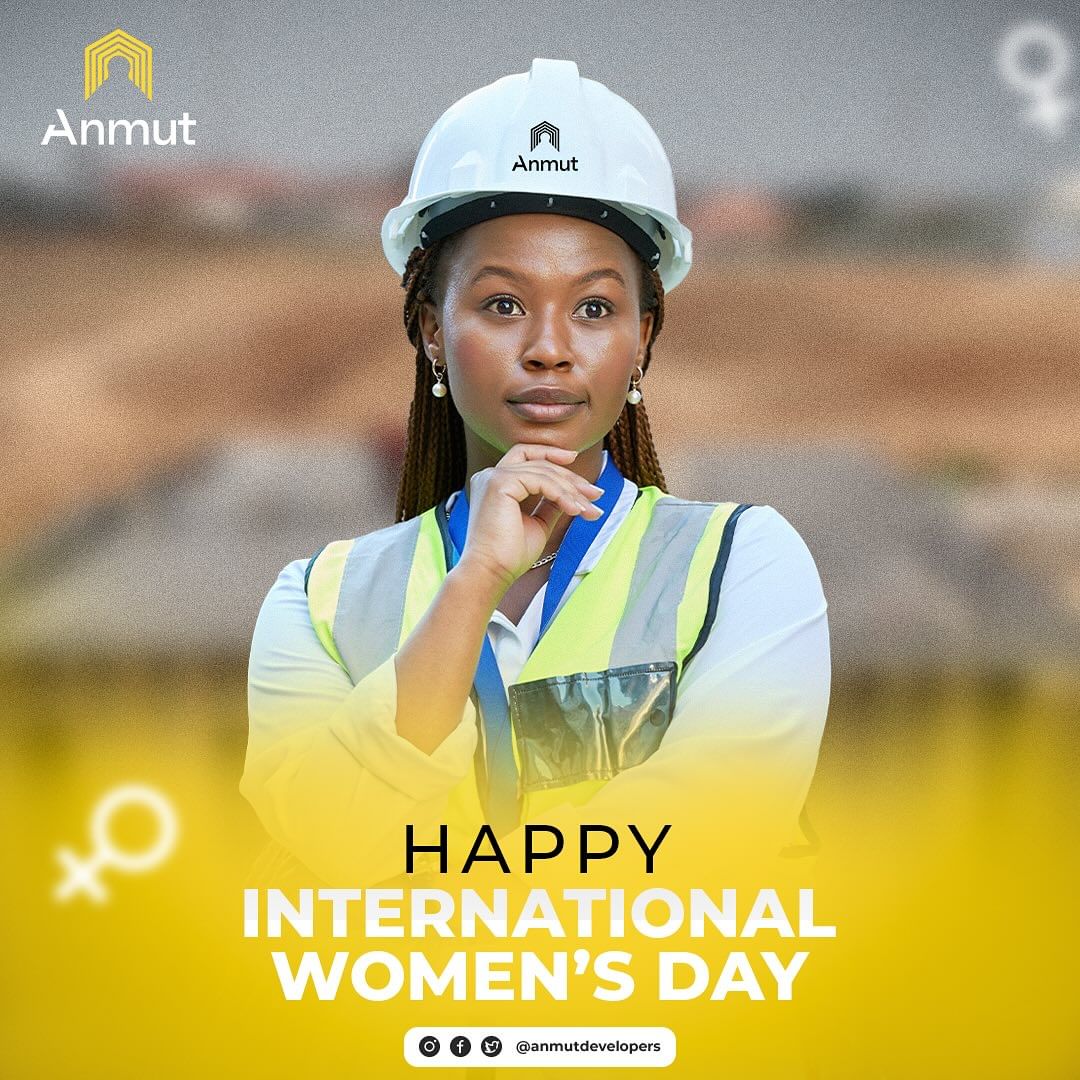 Anmut
Anmut
HAPPY
INTERNATIONAL
WOMEN'S DAY
@anmutdevelopers